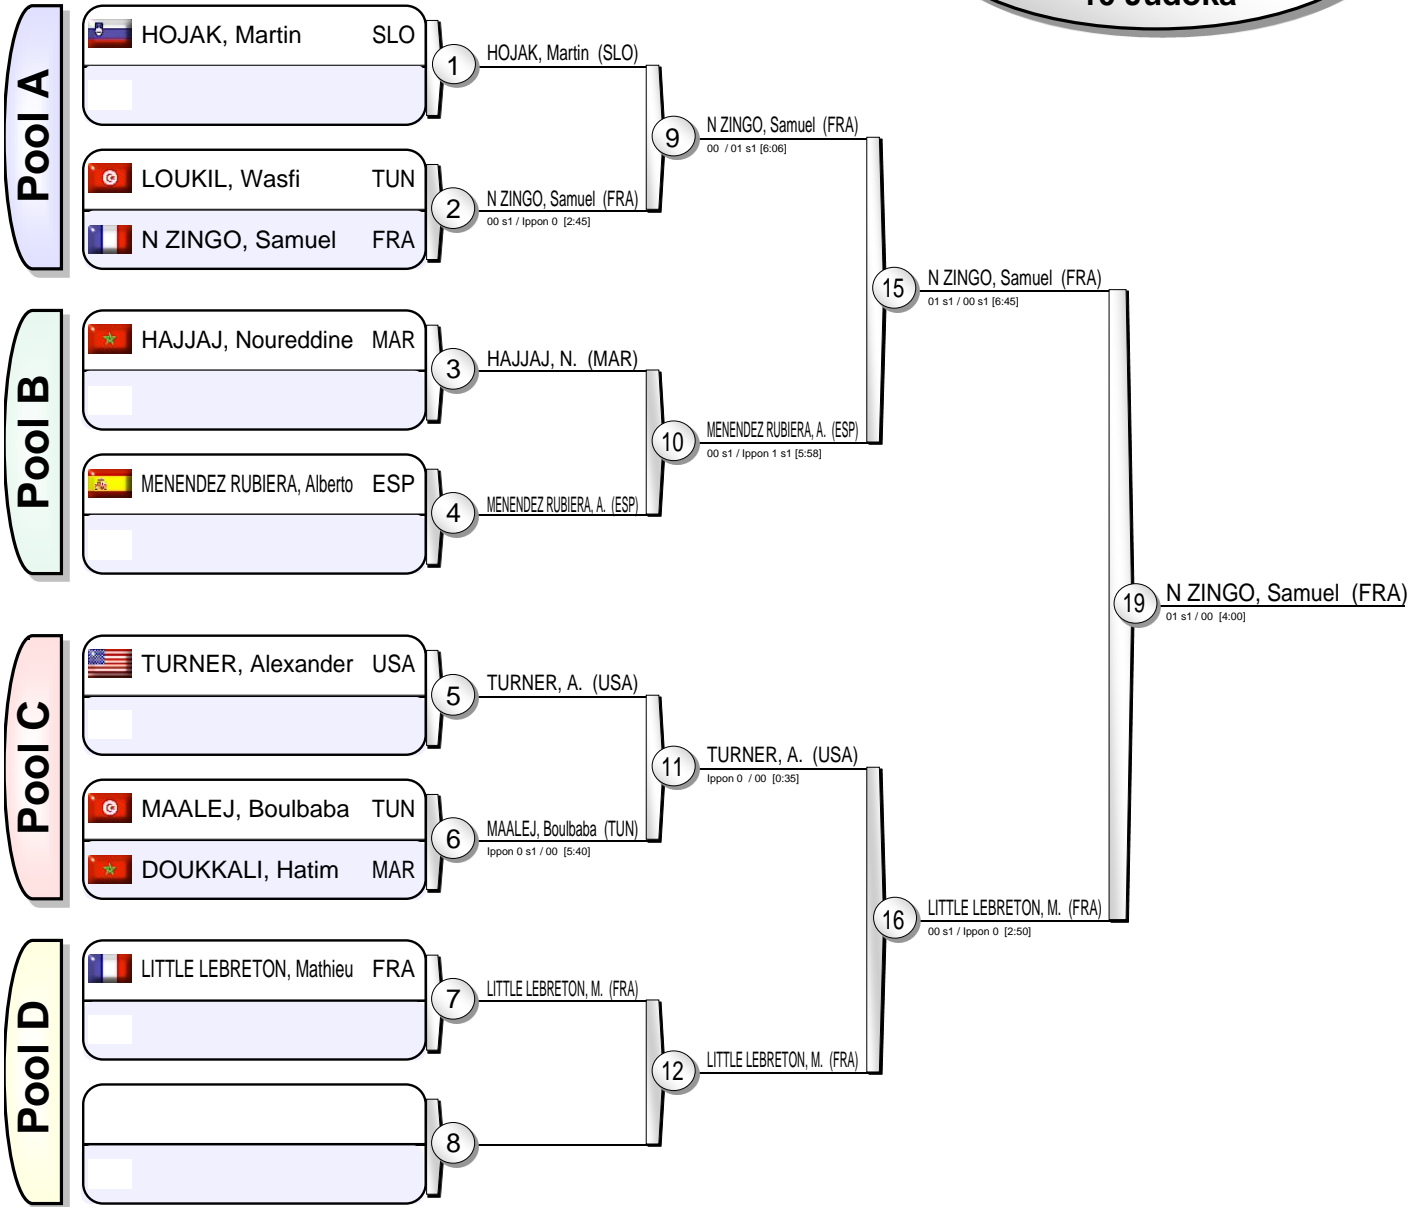 10 Judoka
Pool A
HOJAK, Martin SLO
LOUKIL, Wasfi TUN
N ZINGO, Samuel FRA
1
HOJAK, Martin (SLO)
2
N ZINGO, Samuel (FRA)
00 s1 / Ippon 0 [2:45]
9
N ZINGO, Samuel (FRA)
00 / 01 s1 [6:06]
Pool B
HAJJAJ, Noureddine MAR
MENENDEZ RUBIERA, Alberto ESP
3
HAJJAJ, N. (MAR)
4
MENENDEZ RUBIERA, A. (ESP)
10
MENENDEZ RUBIERA, A. (ESP)
00 s1 / Ippon 1 s1 [5:58]
15
N ZINGO, Samuel (FRA)
01 s1 / 00 s1 [6:45]
Pool C
TURNER, Alexander USA
MAALEJ, Boulbaba TUN
DOUKKALI, Hatim MAR
5
TURNER, A. (USA)
6
MAALEJ, Boulbaba (TUN)
Ippon 0 s1 / 00 [5:40]
11
TURNER, A. (USA)
Ippon 0 / 00 [0:35]
Pool D
LITTLE LEBRETON, Mathieu FRA
7
LITTLE LEBRETON, M. (FRA)
8
12
LITTLE LEBRETON, M. (FRA)
16
LITTLE LEBRETON, M. (FRA)
00 s1 / Ippon 0 [2:50]
19
N ZINGO, Samuel (FRA)
01 s1 / 00 [4:00]